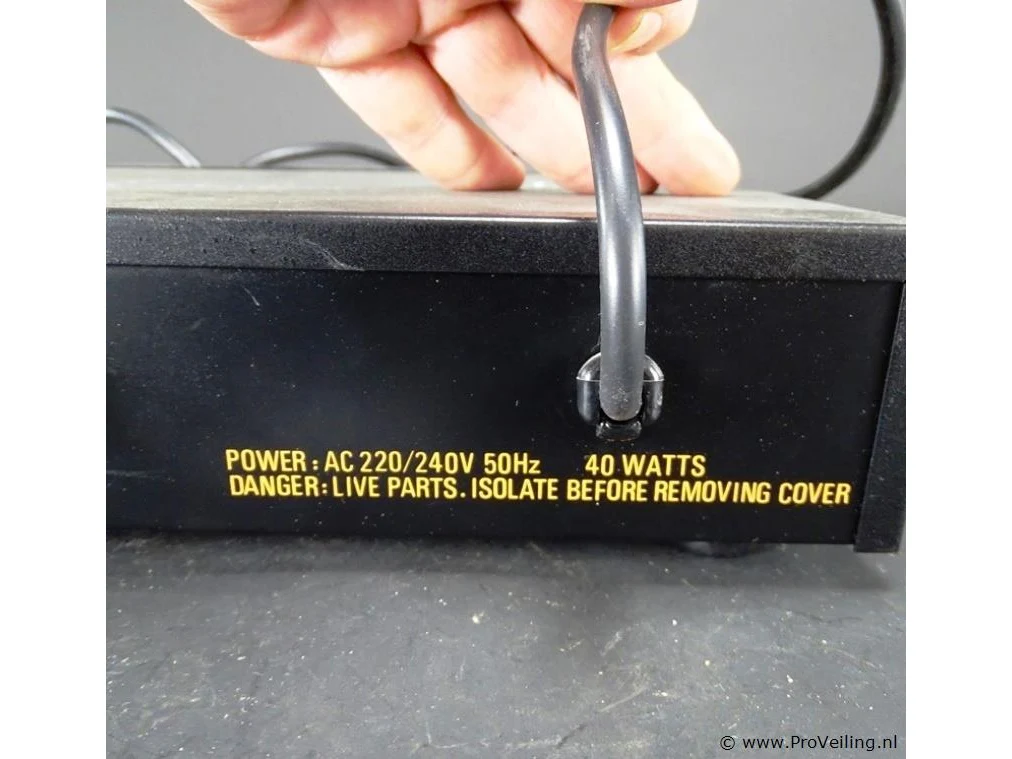 POWER: AC 220/240V 50Hz 40 WATTS
DANGER: LIVE PARTS. ISOLATE BEFORE REMOVING COVER
© www.ProVeiling.nl